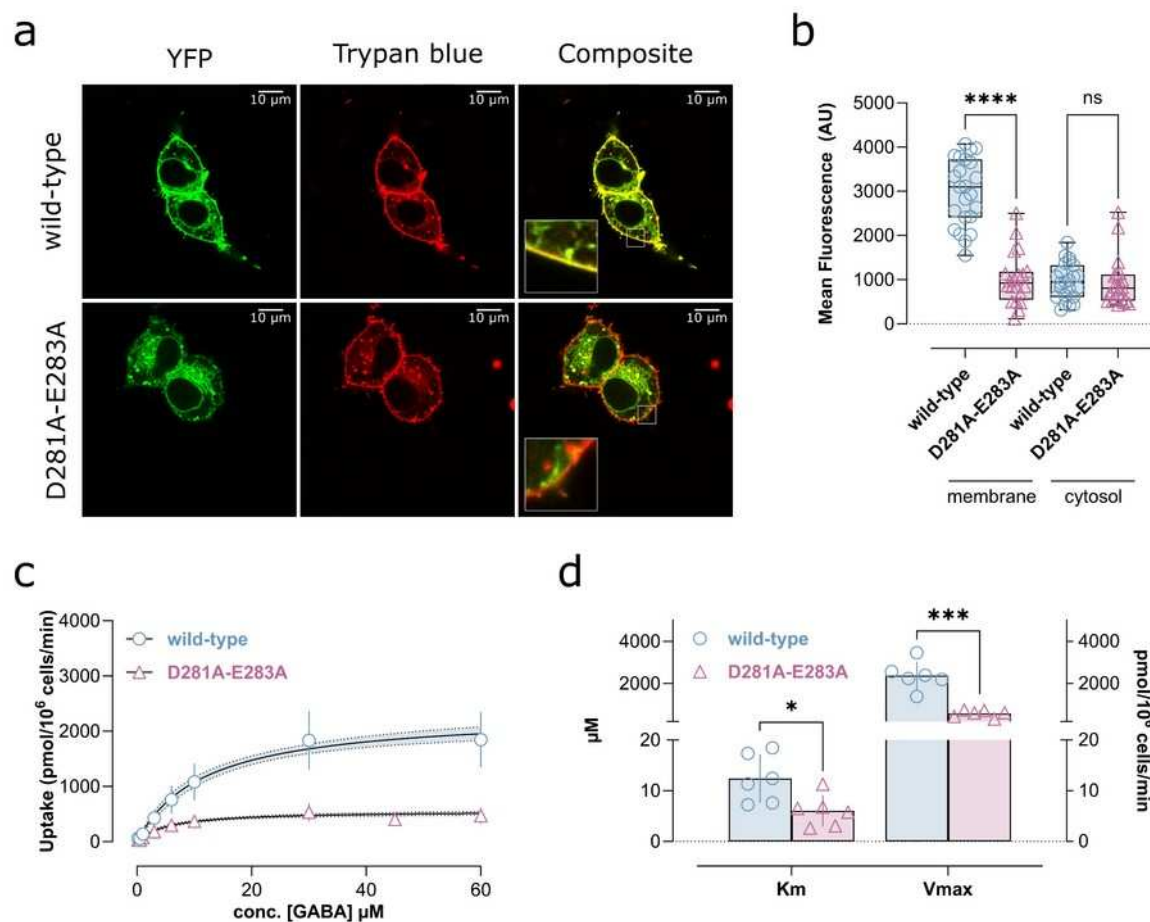 a
YFP
Trypan blue
Composite
wild-type
10 µm
10 µm
10 µm
D281A-E283A
10 µm
10 µm
10 µm
b
Mean Fluorescence (AU)
5000
4000
3000
2000
1000
0
****
ns
wild-type
D281A-E283A
wild-type
D281A-E283A
membrane
cytosol
c
Uptake (pmol/10⁶ cells/min)
4000
3000
2000
1000
0
wild-type
D281A-E283A
0
20
40
60
conc. [GABA] µM
d
wild-type
D281A-E283A
µM
4000
2000
20
10
0
*
***
4000
2000
20
10
0
pmol/10⁶ cells/min
Km
Vmax